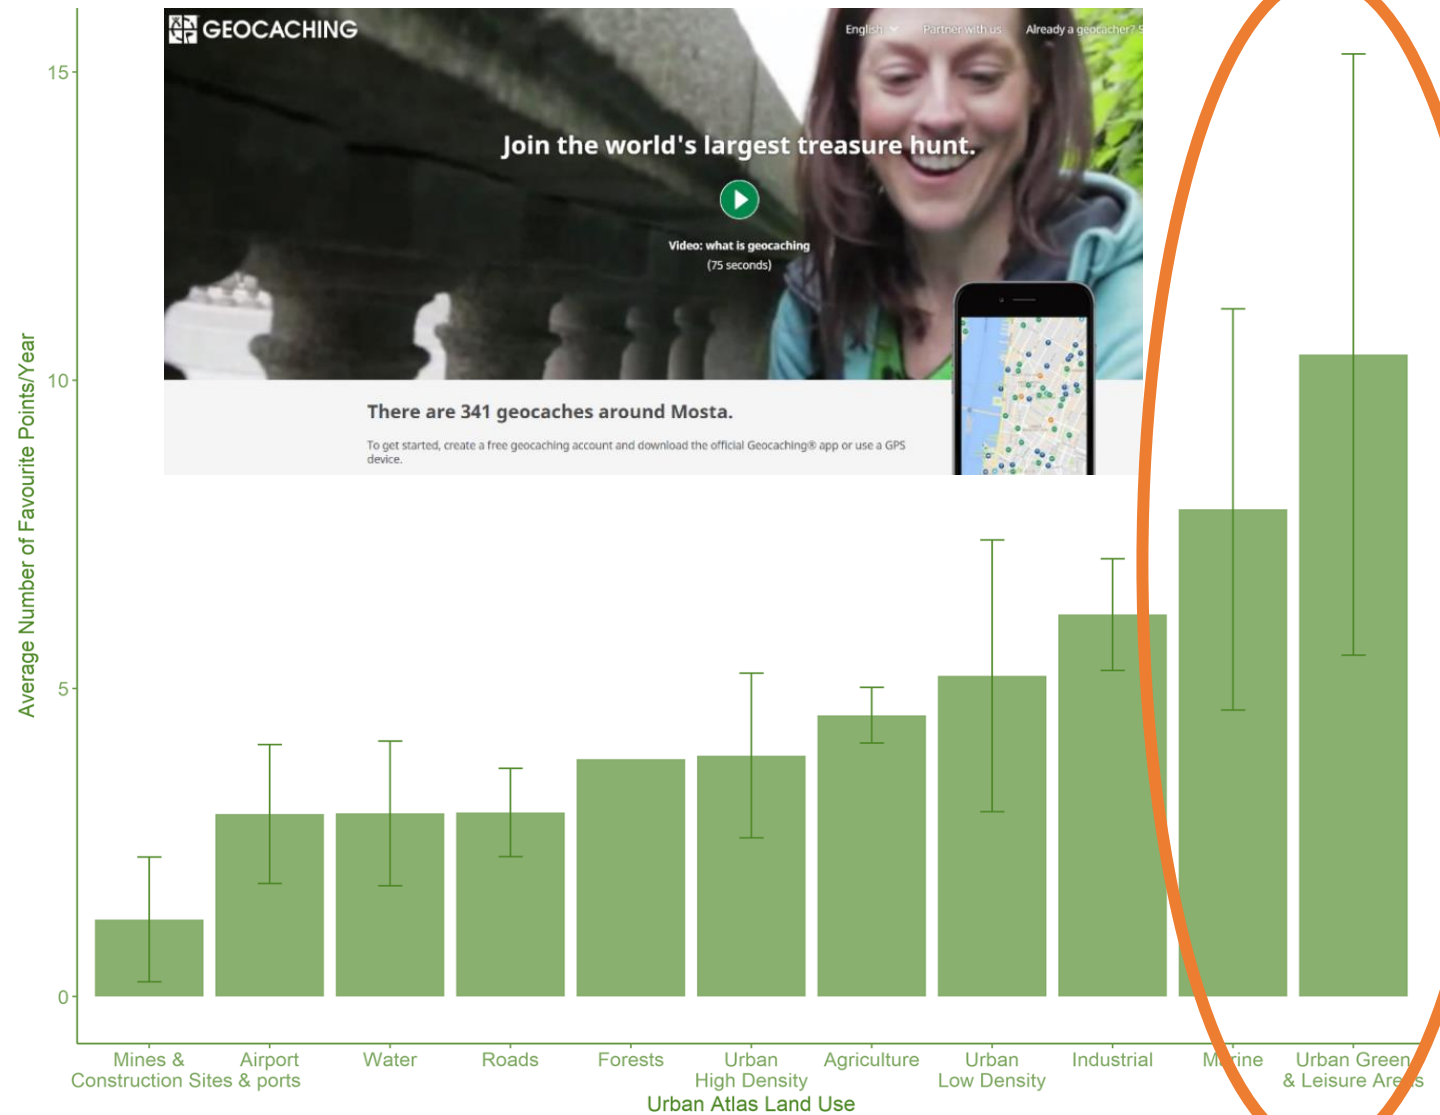 GEOCACHING
English
Partner with us
Already a geocacher? S
Join the world's largest treasure hunt.
Video: what is geocaching
(75 seconds)
There are 341 geocaches around Mosta.
To get started, create a free geocaching account and download the official Geocaching® app or use a GPS
device.
Average Number of Favourite Points/Year
15
10
5
0
Mines &
Construction Sites
Airport
& ports
Water
Roads
Forests
Urban
High Density
Agriculture
Urban
Low Density
Industrial
Marine
Urban Green
& Leisure Areas
Urban Atlas Land Use